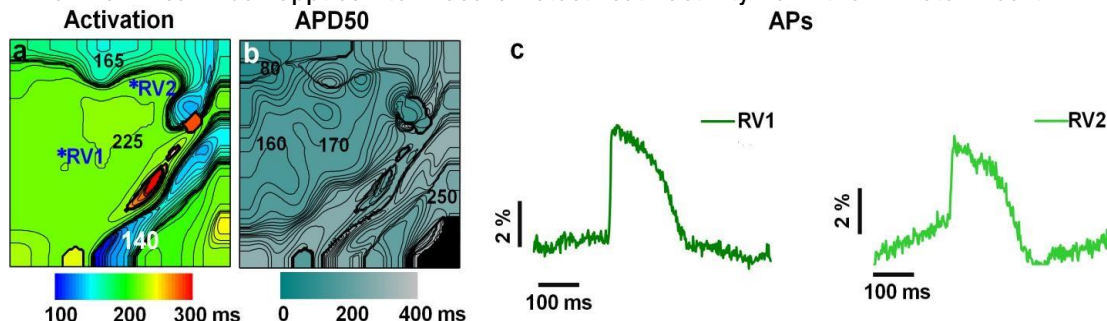 Activation APD50 APs
a b c
165
*RV2
80
RV1
RV2
225
*RV1
160
170
250
140
2 %
2 %
100 ms
100 ms
100 200 300 ms
0 200 400 ms